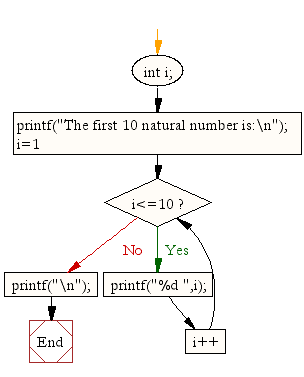 int i;
printf("The first 10 natural number is:\n");
i=1
i<=10 ?
No
Yes
printf("\n");
printf("%d ",i);
i++
End